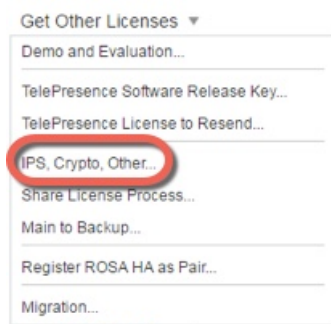 Get Other Licenses ▼
Demo and Evaluation...
TelePresence Software Release Key...
TelePresence License to Resend...
IPS, Crypto, Other...
Share License Process...
Main to Backup...
Register ROSA HA as Pair...
Migration...